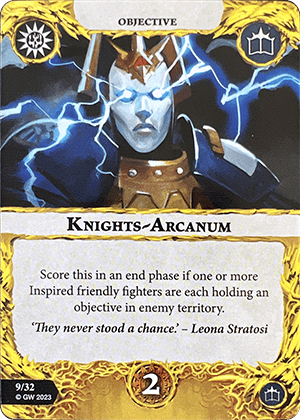 OBJECTIVE
KNIGHTS-ARCANUM
Score this in an end phase if one or more
Inspired friendly fighters are each holding an
objective in enemy territory.
‘They never stood a chance.’ – Leona Stratosi
9/32
© GW 2023
2